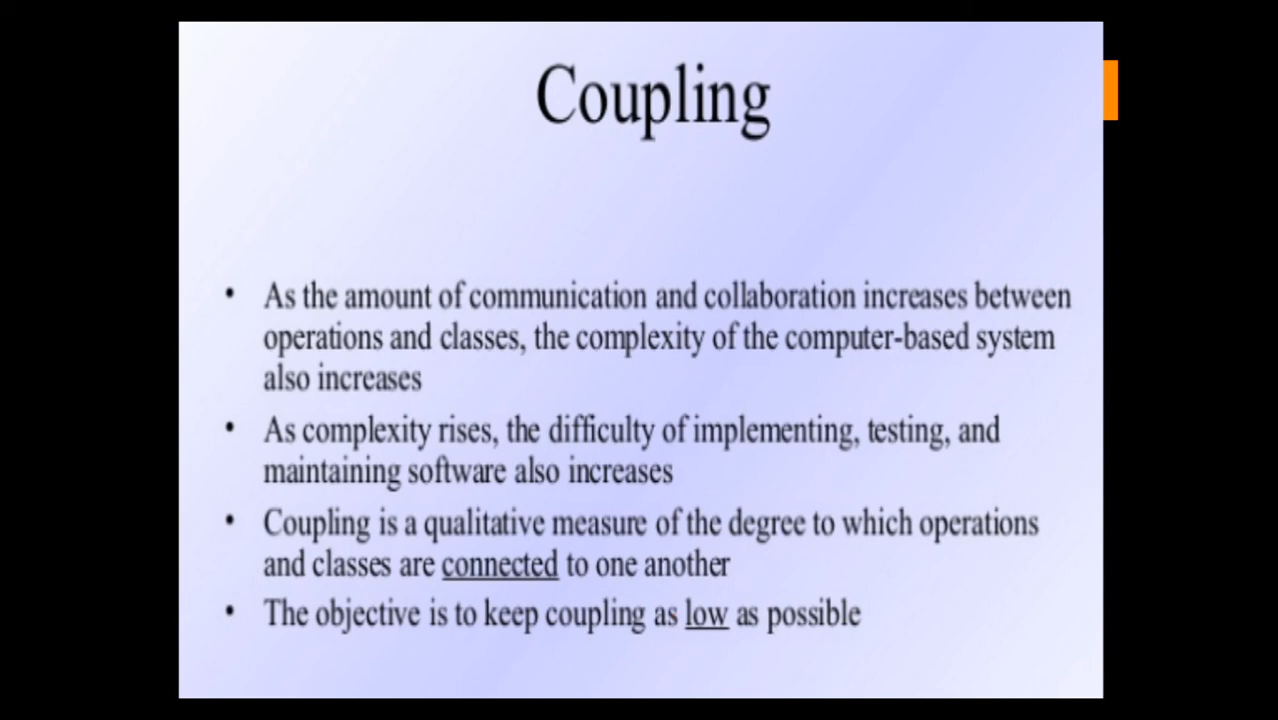 Coupling
• As the amount of communication and collaboration increases between
operations and classes, the complexity of the computer-based system
also increases
• As complexity rises, the difficulty of implementing, testing, and
maintaining software also increases
• Coupling is a qualitative measure of the degree to which operations
and classes are connected to one another
• The objective is to keep coupling as low as possible